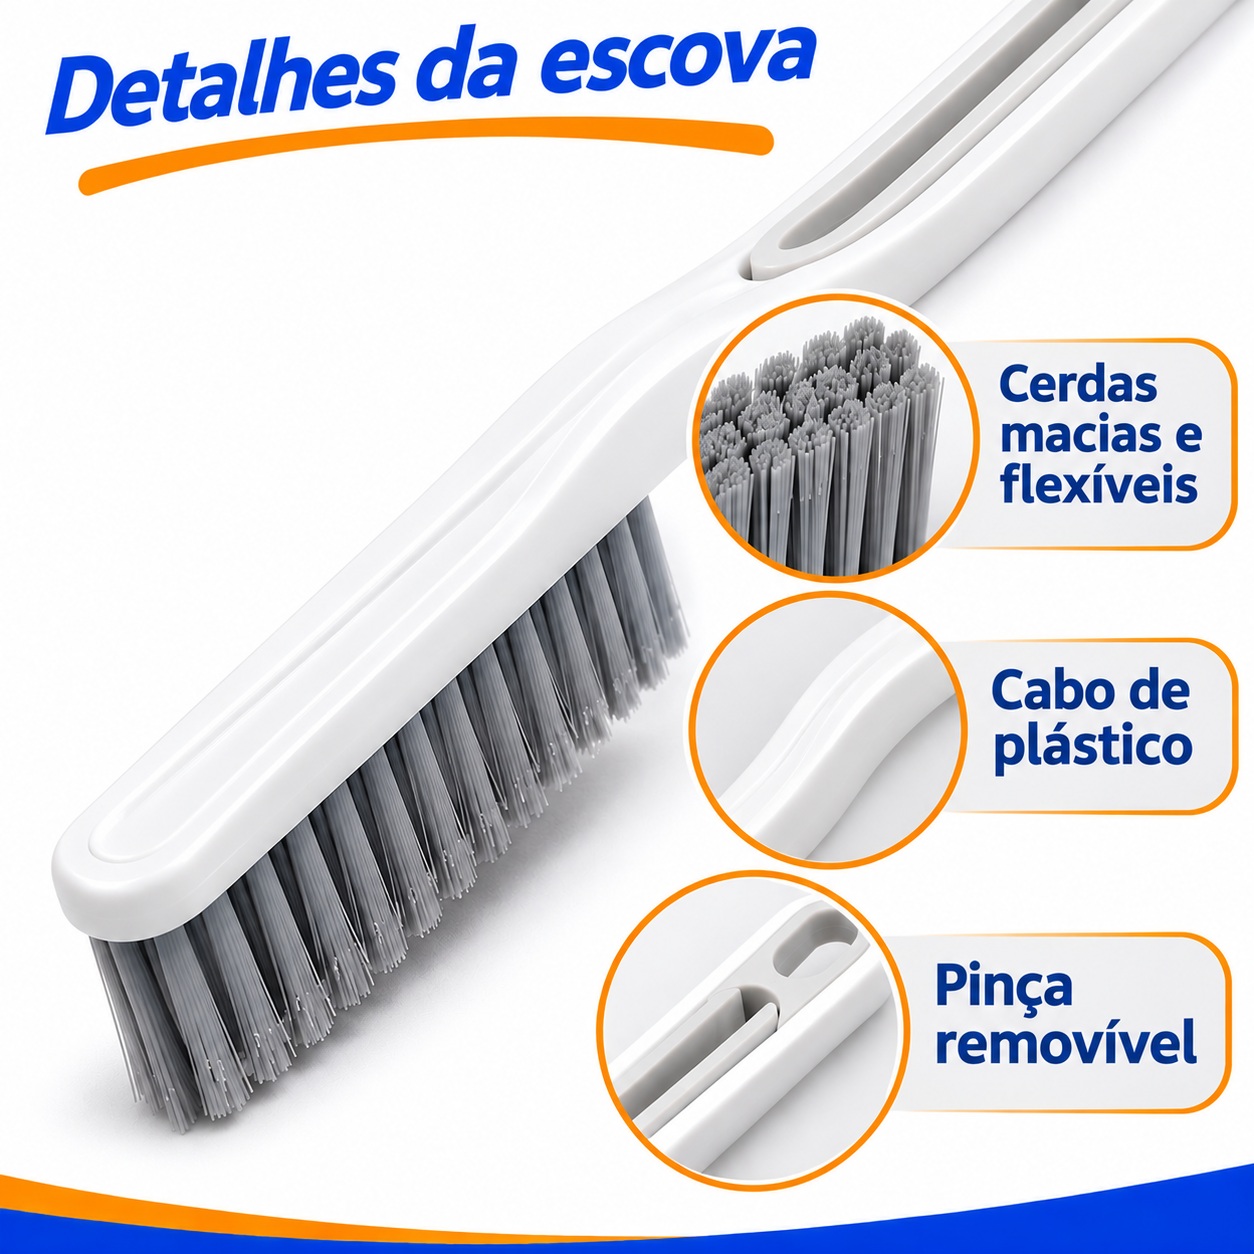 Detalhes da escova
Cerdas
macias e
flexíveis
Cabo de
plástico
Pinça
removível